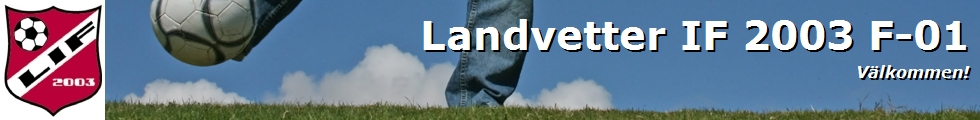 LIF
2003
Landvetter IF 2003 F-01
Välkommen!